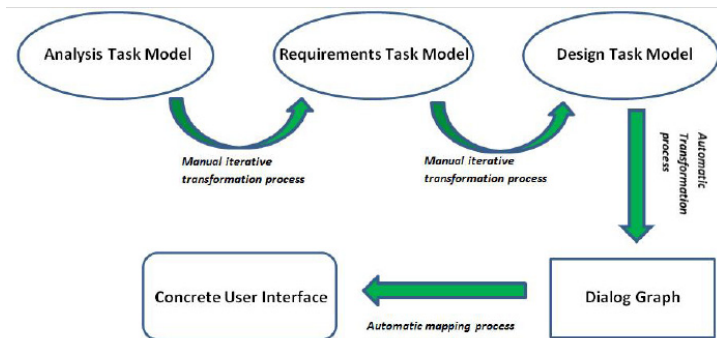 Analysis Task Model
Requirements Task Model
Design Task Model
Manual iterative
transformation process
Manual iterative
transformation process
Automatic
Transformation
process
Concrete User Interface
Dialog Graph
Automatic mapping process